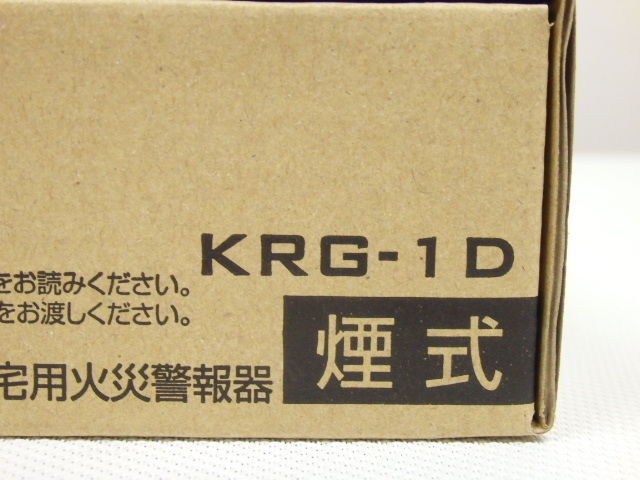 KRG-1D
をお読みください。
をお渡しください。
宅用火災警報器
煙式